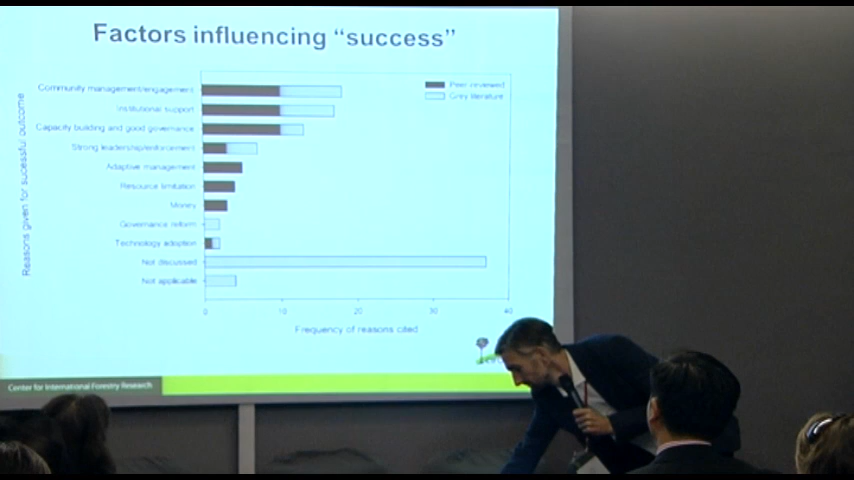 Factors influencing “success”
Reasons given for sucessful outcome
Community management/engagement
Institutional support
Capacity building and good governance
Strong leadership/enforcement
Adaptive management
Resource limitation
Money
Governance reform
Technology adoption
Not discussed
Not applicable
Peer-reviewed
Grey literature
0 10 20 30 40
Frequency of reasons cited
Center for International Forestry Research